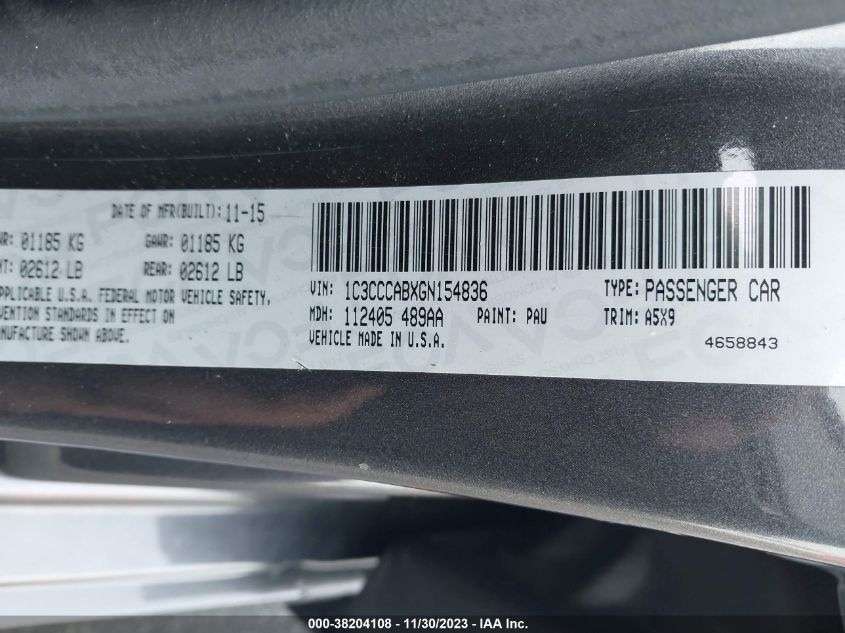 DATE OF MFR(BUILT): 11-15
WR: 01185 KG GAWR: 01185 KG
NT: 02612 LB REAR: 02612 LB
APPLICABLE U.S.A. FEDERAL MOTOR VEHICLE SAFETY,
VENTION STANDARDS IN EFFECT ON
NUFACTURE SHOWN ABOVE.
VIN: 1C3CCCABXGN154836 TYPE: PASSENGER CAR
MDH: 112405 489AA PAINT: PAU TRIM: A5X9
VEHICLE MADE IN U.S.A. 4658843
000-38204108 - 11/30/2023 - IAA Inc.